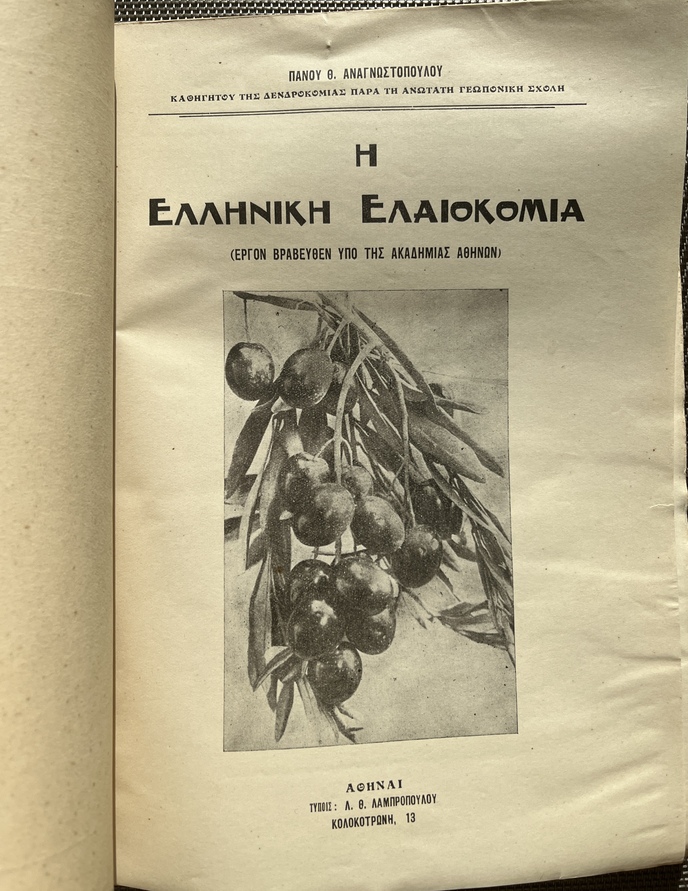 ΠΑΝΟΥ Θ. ΑΝΑΓΝΩΣΤΟΠΟΥΛΟΥ
ΚΑΘΗΓΗΤΟΥ ΤΗΣ ΔΕΝΔΡΟΚΟΜΙΑΣ ΠΑΡΑ ΤΗ ΑΝΩΤΑΤΗ ΓΕΩΠΟΝΙΚΗ ΣΧΟΛΗ
Η
ΕΛΛΗΝΙΚΗ ΕΛΑΙΟΚΟΜΙΑ
(ΕΡΓΟΝ ΒΡΑΒΕΥΘΕΝ ΥΠΟ ΤΗΣ ΑΚΑΔΗΜΙΑΣ ΑΘΗΝΩΝ)
ΑΘΗΝΑΙ
ΤΥΠΟΙΣ: Λ. Θ. ΛΑΜΠΡΟΠΟΥΛΟΥ
ΚΟΛΟΚΟΤΡΩΝΗ, 13